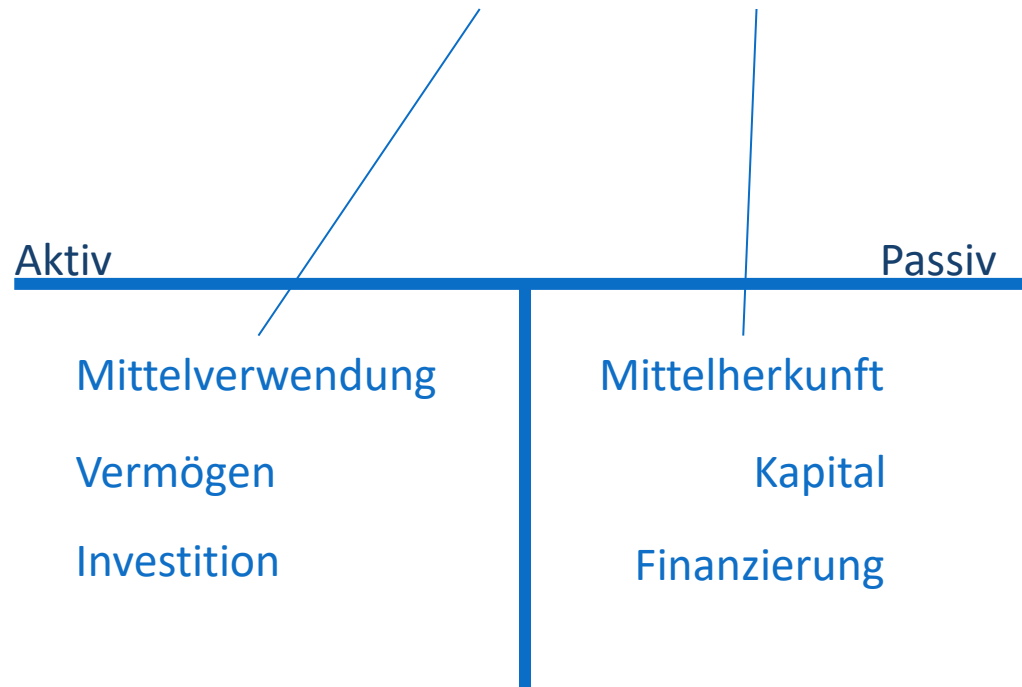 Aktiv Passiv
Mittelverwendung Mittelherkunft
Vermögen Kapital
Investition Finanzierung